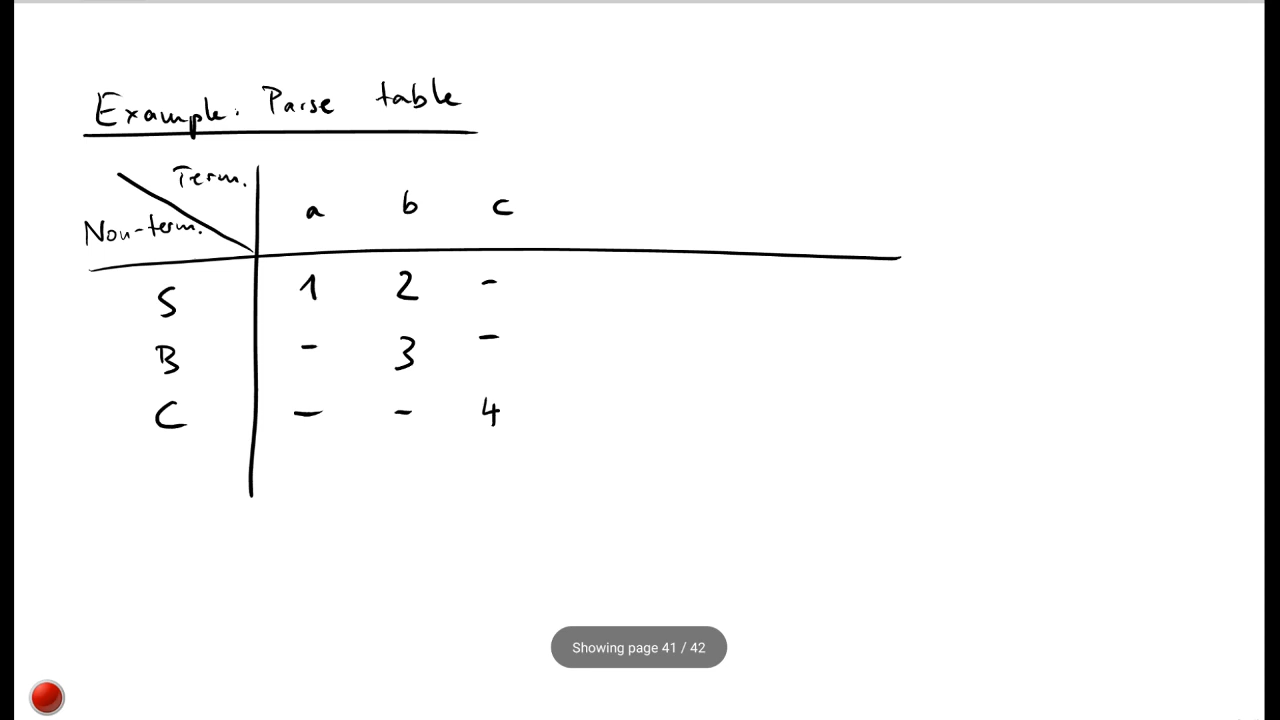 Example: Parse table
Term.
Non-term.
a b c
S 1 2 -
B - 3 -
C - - 4
Showing page 41 / 42